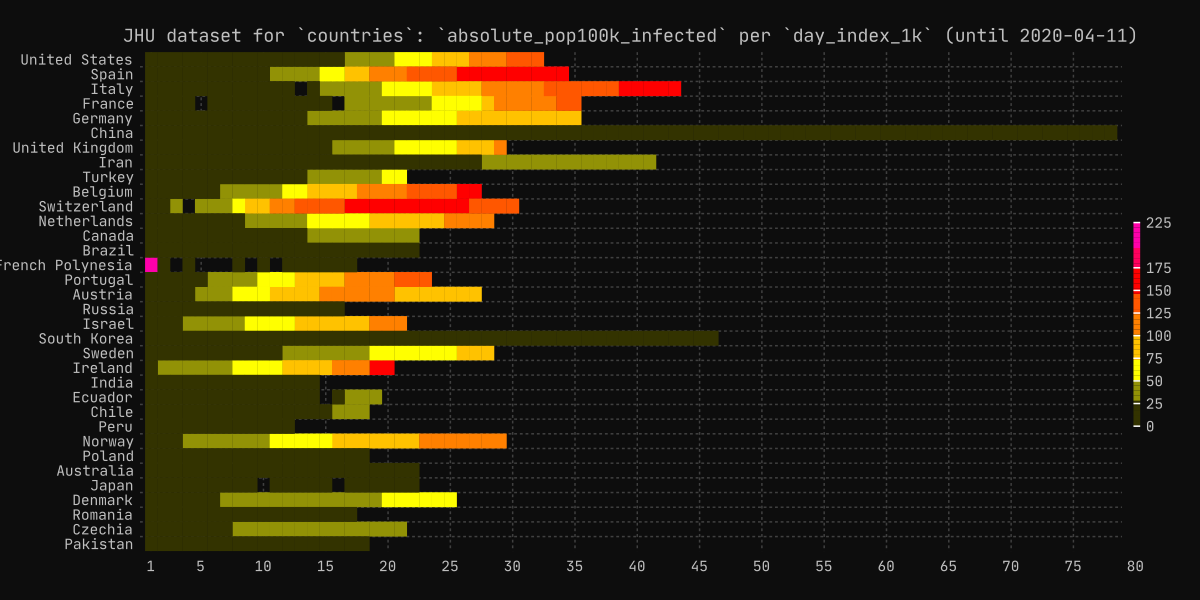 JHU dataset for `countries`: `absolute_pop100k_infected` per `day_index_1k` (until 2020-04-11)
United States
Spain
Italy
France
Germany
China
United Kingdom
Iran
Turkey
Belgium
Switzerland
Netherlands
Canada
Brazil
French Polynesia
Portugal
Austria
Russia
Israel
South Korea
Sweden
Ireland
India
Ecuador
Chile
Peru
Norway
Poland
Australia
Japan
Denmark
Romania
Czechia
Pakistan
225
175
150
125
100
75
50
25
0
1 5 10 15 20 25 30 35 40 45 50 55 60 65 70 75 80